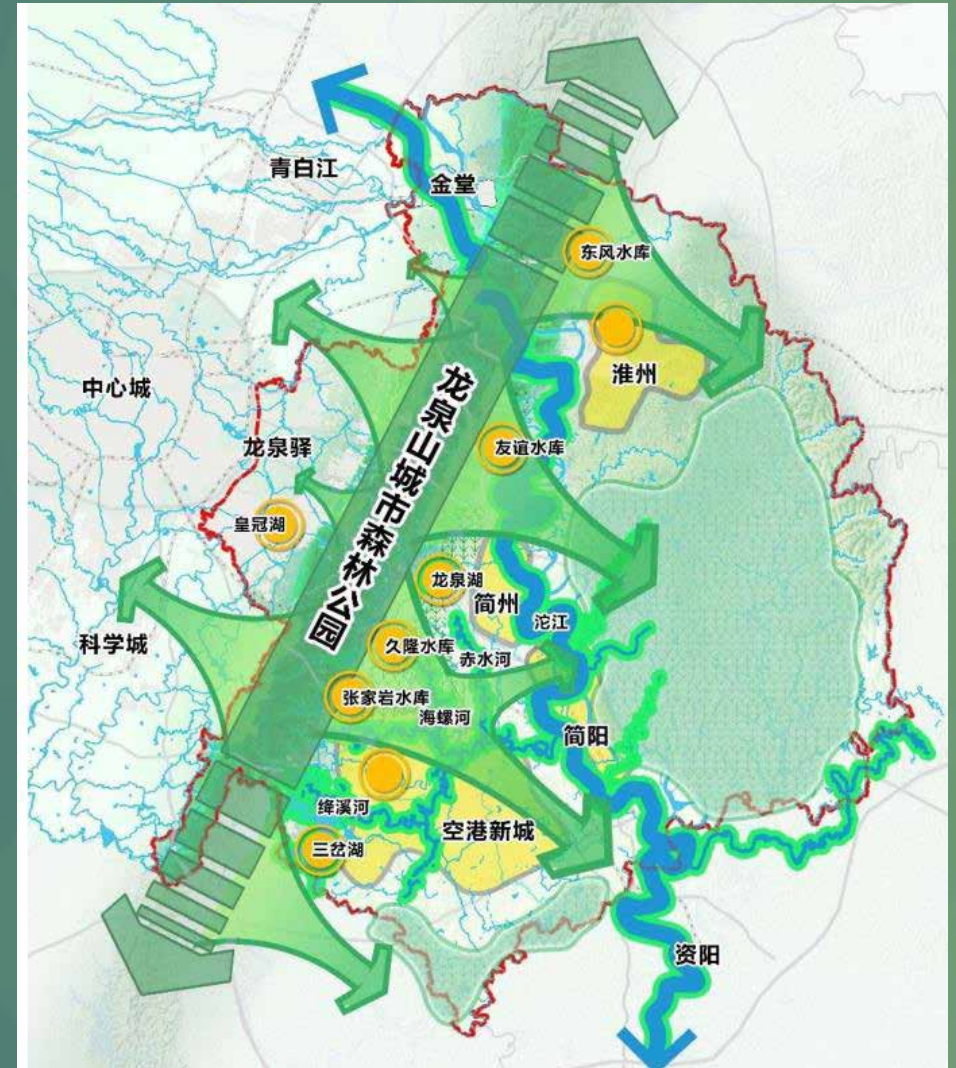 青白江
金堂
东风水库
淮州
中心城
龙泉山城市森林公园
龙泉驿
友谊水库
皇冠湖
龙泉湖
简州
沱江
科学城
久隆水库
赤水河
张家岩水库
海螺河
简阳
绛溪河
空港新城
三岔湖
资阳